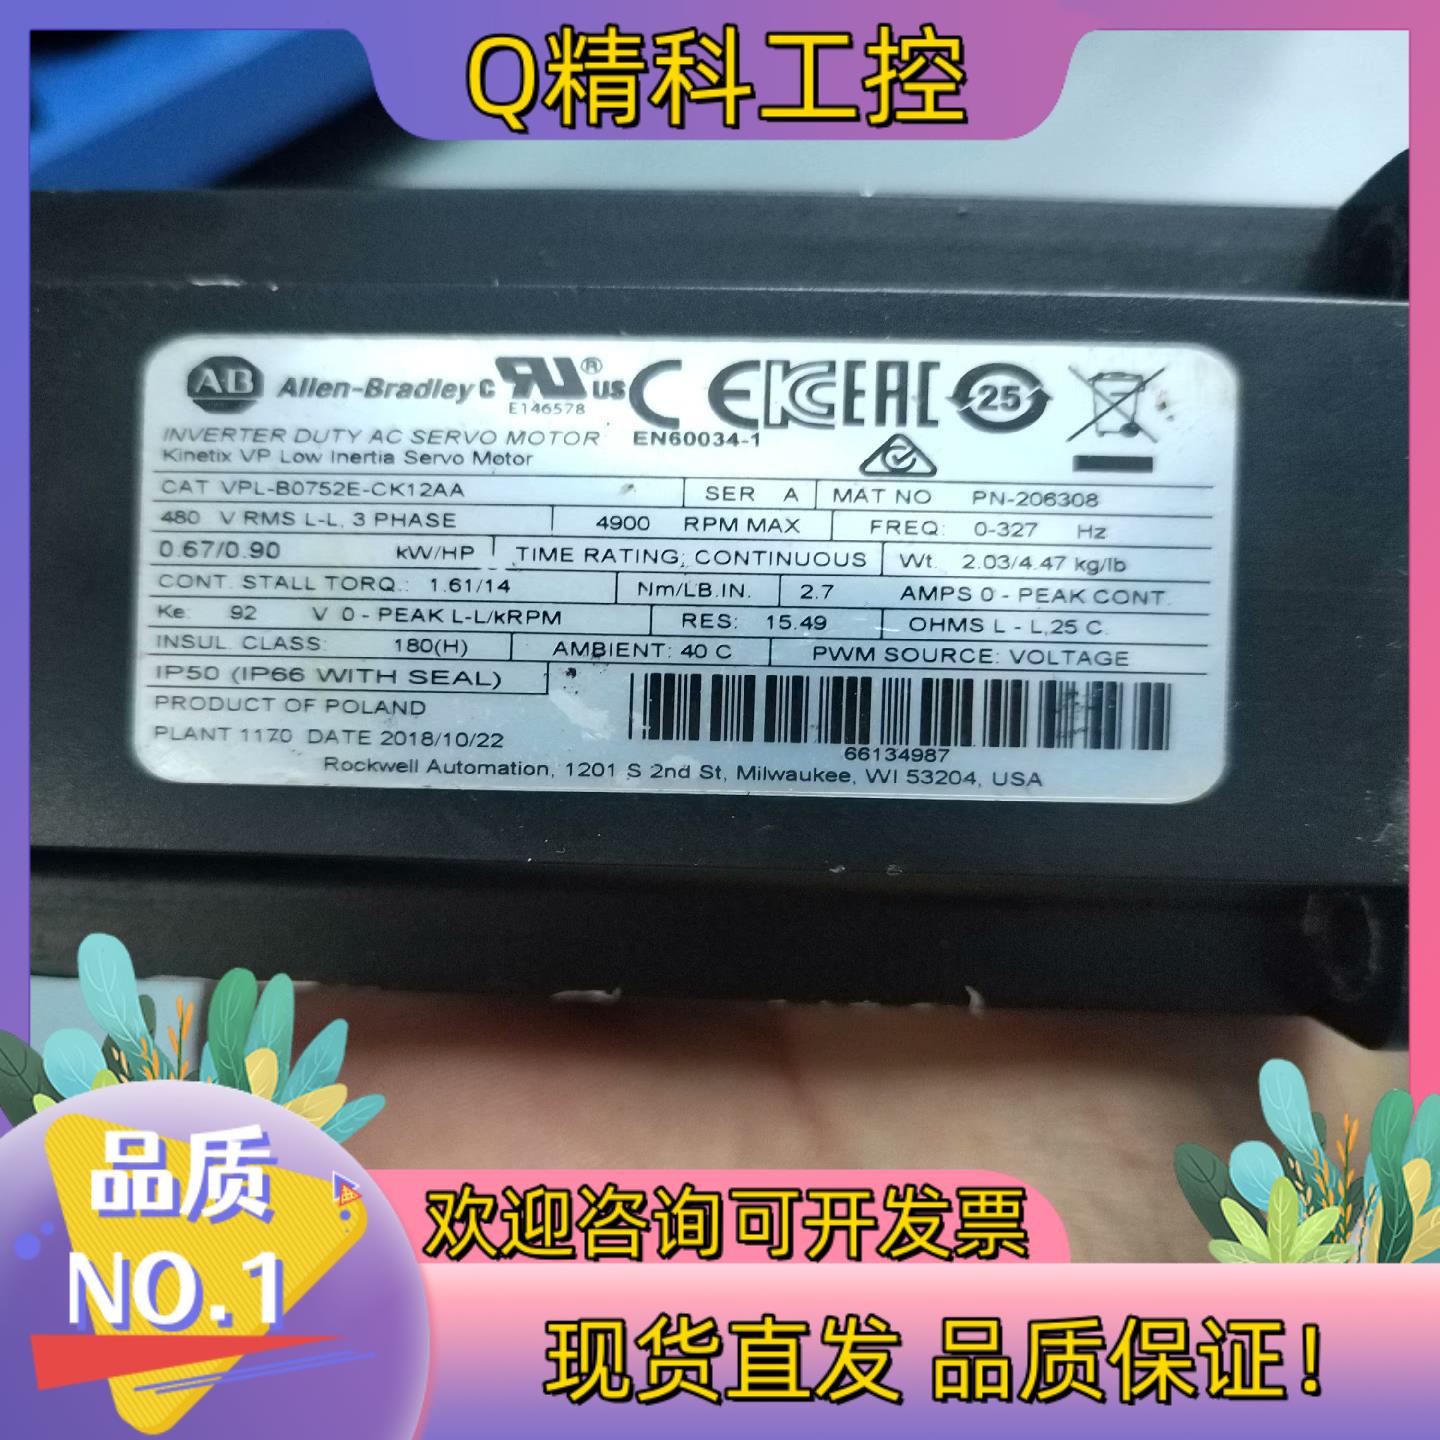 Q精科工控
AB Allen-Bradley c RU® US CE KC EAC 25
E146578
INVERTER DUTY AC SERVO MOTOR EN60034-1
Kinetix VP Low Inertia Servo Motor
CAT VPL-B0752E-CK12AA SER A MAT NO PN-206308
480 V RMS L-L, 3 PHASE 4900 RPM MAX FREQ: 0-327 Hz
0.67/0.90 kW/HP TIME RATING: CONTINUOUS Wt. 2.03/4.47 kg/lb
CONT. STALL TORQ.: 1.61/14 Nm/LB.IN. 2.7 AMPS 0 - PEAK CONT.
Ke: 92 V 0 - PEAK L-L/kRPM RES: 15.49 OHMS L - L,25 C
INSUL CLASS: 180(H) AMBIENT: 40 C PWM SOURCE: VOLTAGE
IP50 (IP66 WITH SEAL)
PRODUCT OF POLAND
PLANT 1170 DATE 2018/10/22
66134987
Rockwell Automation, 1201 S 2nd St, Milwaukee, WI 53204, USA
品质
NO.1
欢迎咨询可开发票
现货直发 品质保证!